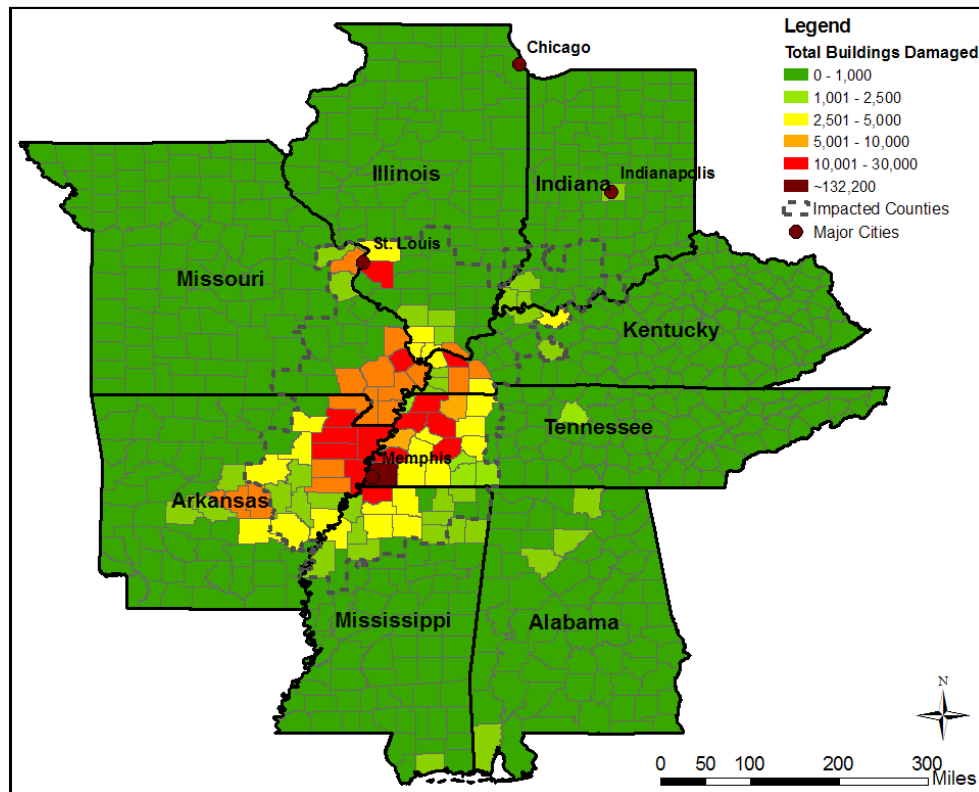 Legend
Total Buildings Damaged
0 - 1,000
1,001 - 2,500
2,501 - 5,000
5,001 - 10,000
10,001 - 30,000
~132,200
Impacted Counties
Major Cities
Chicago
Illinois
Indiana
Indianapolis
St. Louis
Missouri
Kentucky
Tennessee
Memphis
Arkansas
Mississippi
Alabama
N
0 50 100 200 300
Miles